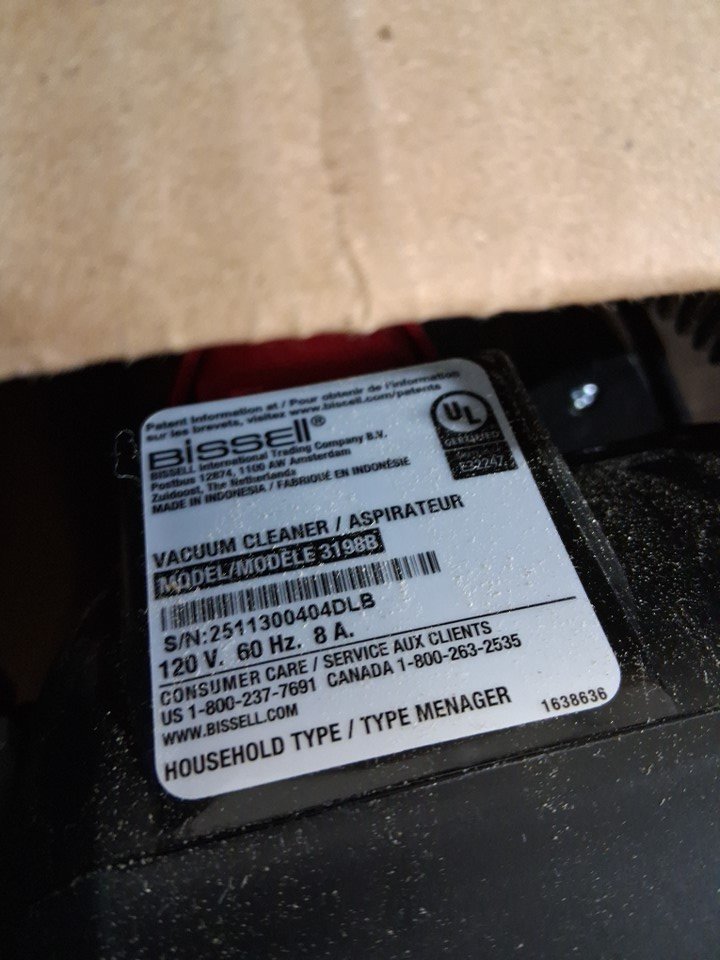 Patent Information at / Pour obtenir de l'information
sur les brevets, visitez www.bissell.com/patents
BISSELL®
BISSELL International Trading Company B.V.
Postbus 12874, 1100 AW Amsterdam
Zuidoost, The Netherlands
MADE IN INDONESIA / FABRIQUÉ EN INDONÉSIE
UL
VACUUM CLEANER / ASPIRATEUR
MODEL/MODÈLE 3198B
S/N:2511300404DLB
120 V. 60 Hz. 8 A.
CONSUMER CARE / SERVICE AUX CLIENTS
US 1-800-237-7691 CANADA 1-800-263-2535
WWW.BISSELL.COM
HOUSEHOLD TYPE / TYPE MENAGER
1638636